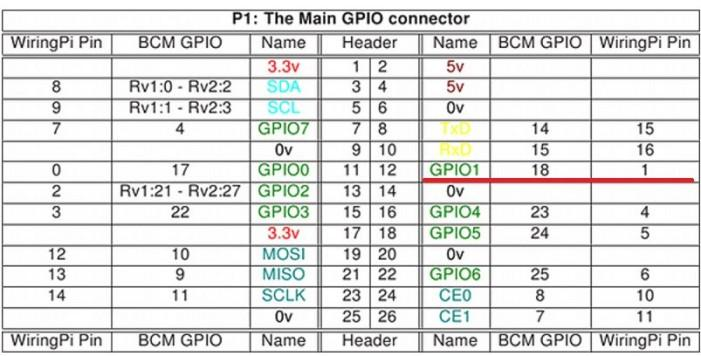 P1: The Main GPIO connector
WiringPi Pin BCM GPIO Name Header Name BCM GPIO WiringPi Pin
3.3v 1 2 5v
8 Rv1:0 - Rv2:2 SDA 3 4 5v
9 Rv1:1 - Rv2:3 SCL 5 6 0v
7 4 GPIO7 7 8 TxD 14 15
0v 9 10 RxD 15 16
0 17 GPIO0 11 12 GPIO1 18 1
2 Rv1:21 - Rv2:27 GPIO2 13 14 0v
3 22 GPIO3 15 16 GPIO4 23 4
3.3v 17 18 GPIO5 24 5
12 10 MOSI 19 20 0v
13 9 MISO 21 22 GPIO6 25 6
14 11 SCLK 23 24 CE0 8 10
0v 25 26 CE1 7 11
WiringPi Pin BCM GPIO Name Header Name BCM GPIO WiringPi Pin